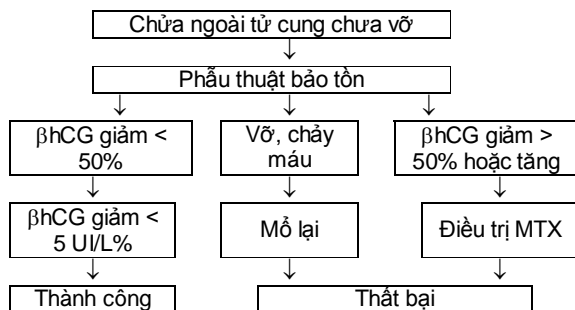 Chửa ngoài tử cung chưa vỡ
Phẫu thuật bảo tồn
βhCG giảm <
50%
Vỡ, chảy
máu
βhCG giảm >
50% hoặc tăng
βhCG giảm <
5 UI/L%
Mổ lại
Điều trị MTX
Thành công
Thất bại